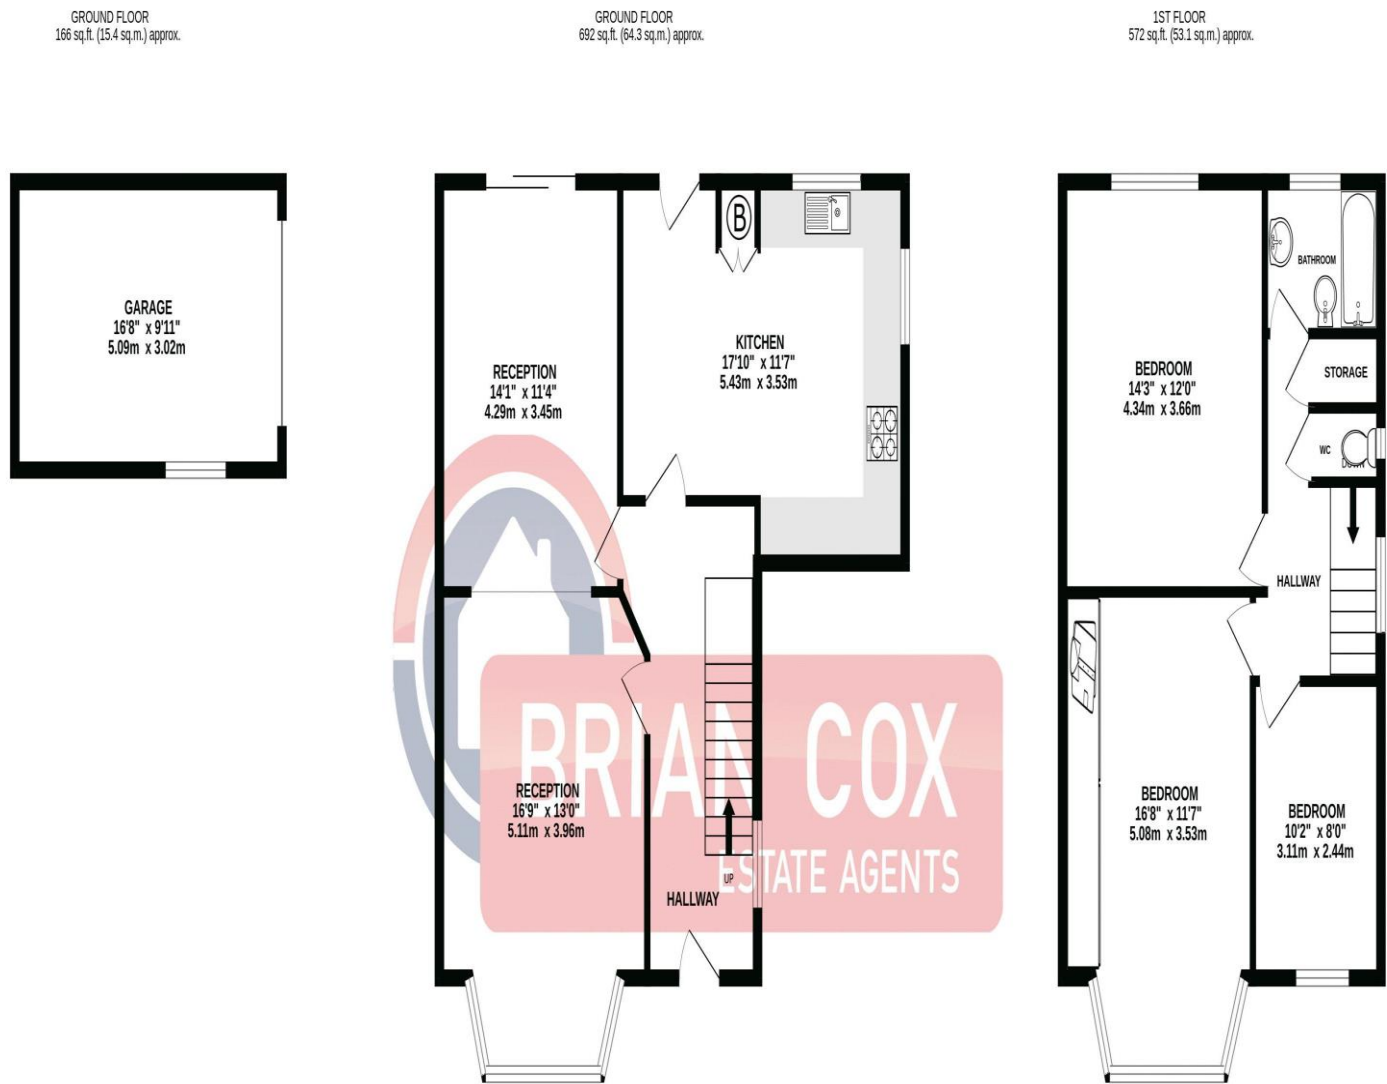 GROUND FLOOR
166 sq.ft. (15.4 sq.m.) approx.
GROUND FLOOR
692 sq.ft. (64.3 sq.m.) approx.
1ST FLOOR
572 sq.ft. (53.1 sq.m.) approx.
GARAGE
16'8" x 9'11"
5.09m x 3.02m
B
KITCHEN
17'10" x 11'7"
5.43m x 3.53m
RECEPTION
14'1" x 11'4"
4.29m x 3.45m
RECEPTION
16'9" x 13'0"
5.11m x 3.96m
UP
HALLWAY
BRIAN COX
ESTATE AGENTS
BATHROOM
BEDROOM
14'3" x 12'0"
4.34m x 3.66m
STORAGE
WC
DOWN
HALLWAY
BEDROOM
16'8" x 11'7"
5.08m x 3.53m
BEDROOM
10'2" x 8'0"
3.11m x 2.44m